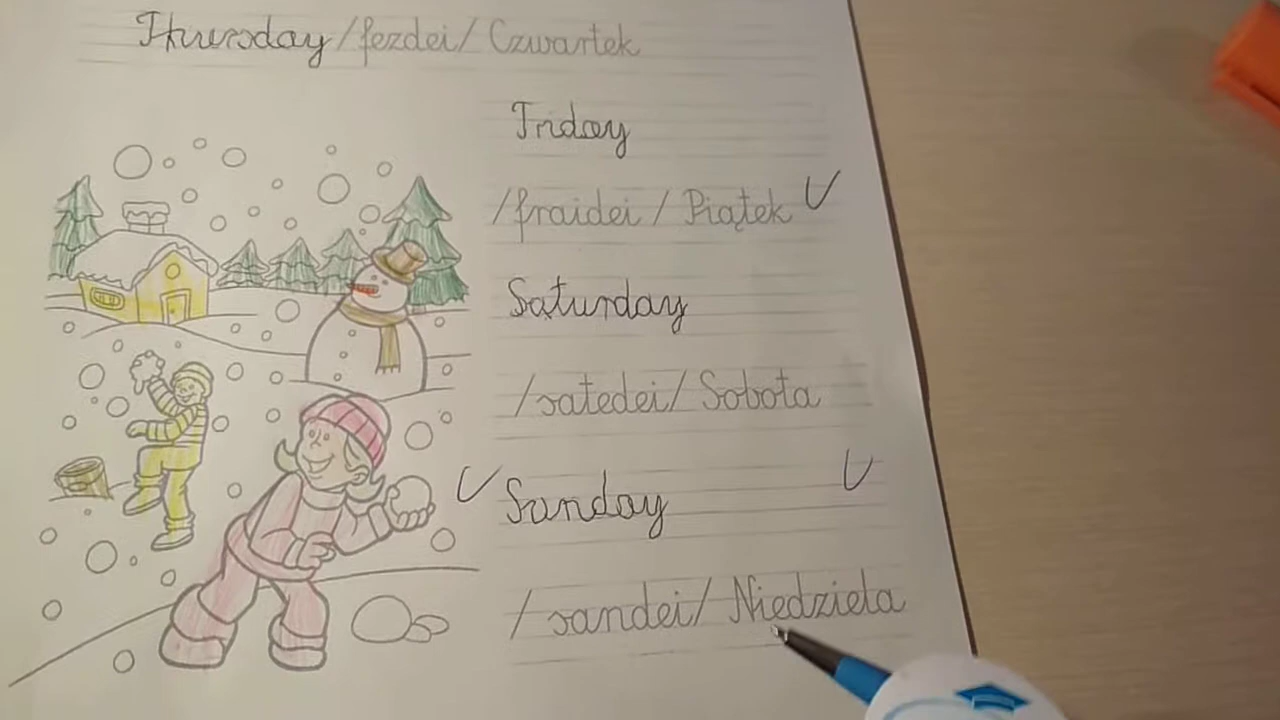 Thursday /fezdei/ Czwartek
Friday
/fraidei/ Piątek
Saturday
/satedei/ Sobota
Sunday
/sandei/ Niedziela